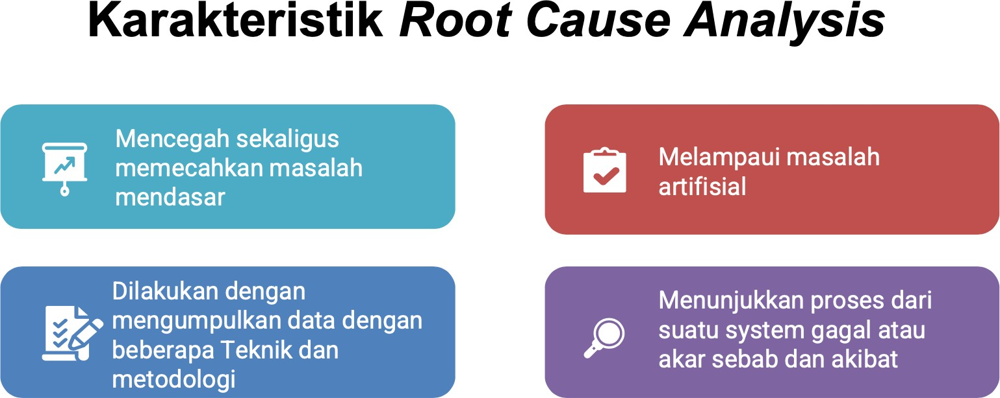 Karakteristik Root Cause Analysis
Mencegah sekaligus
memecahkan masalah
mendasar
Melampaui masalah
artifisial
Dilakukan dengan
mengumpulkan data dengan
beberapa Teknik dan
metodologi
Menunjukkan proses dari
suatu system gagal atau
akar sebab dan akibat